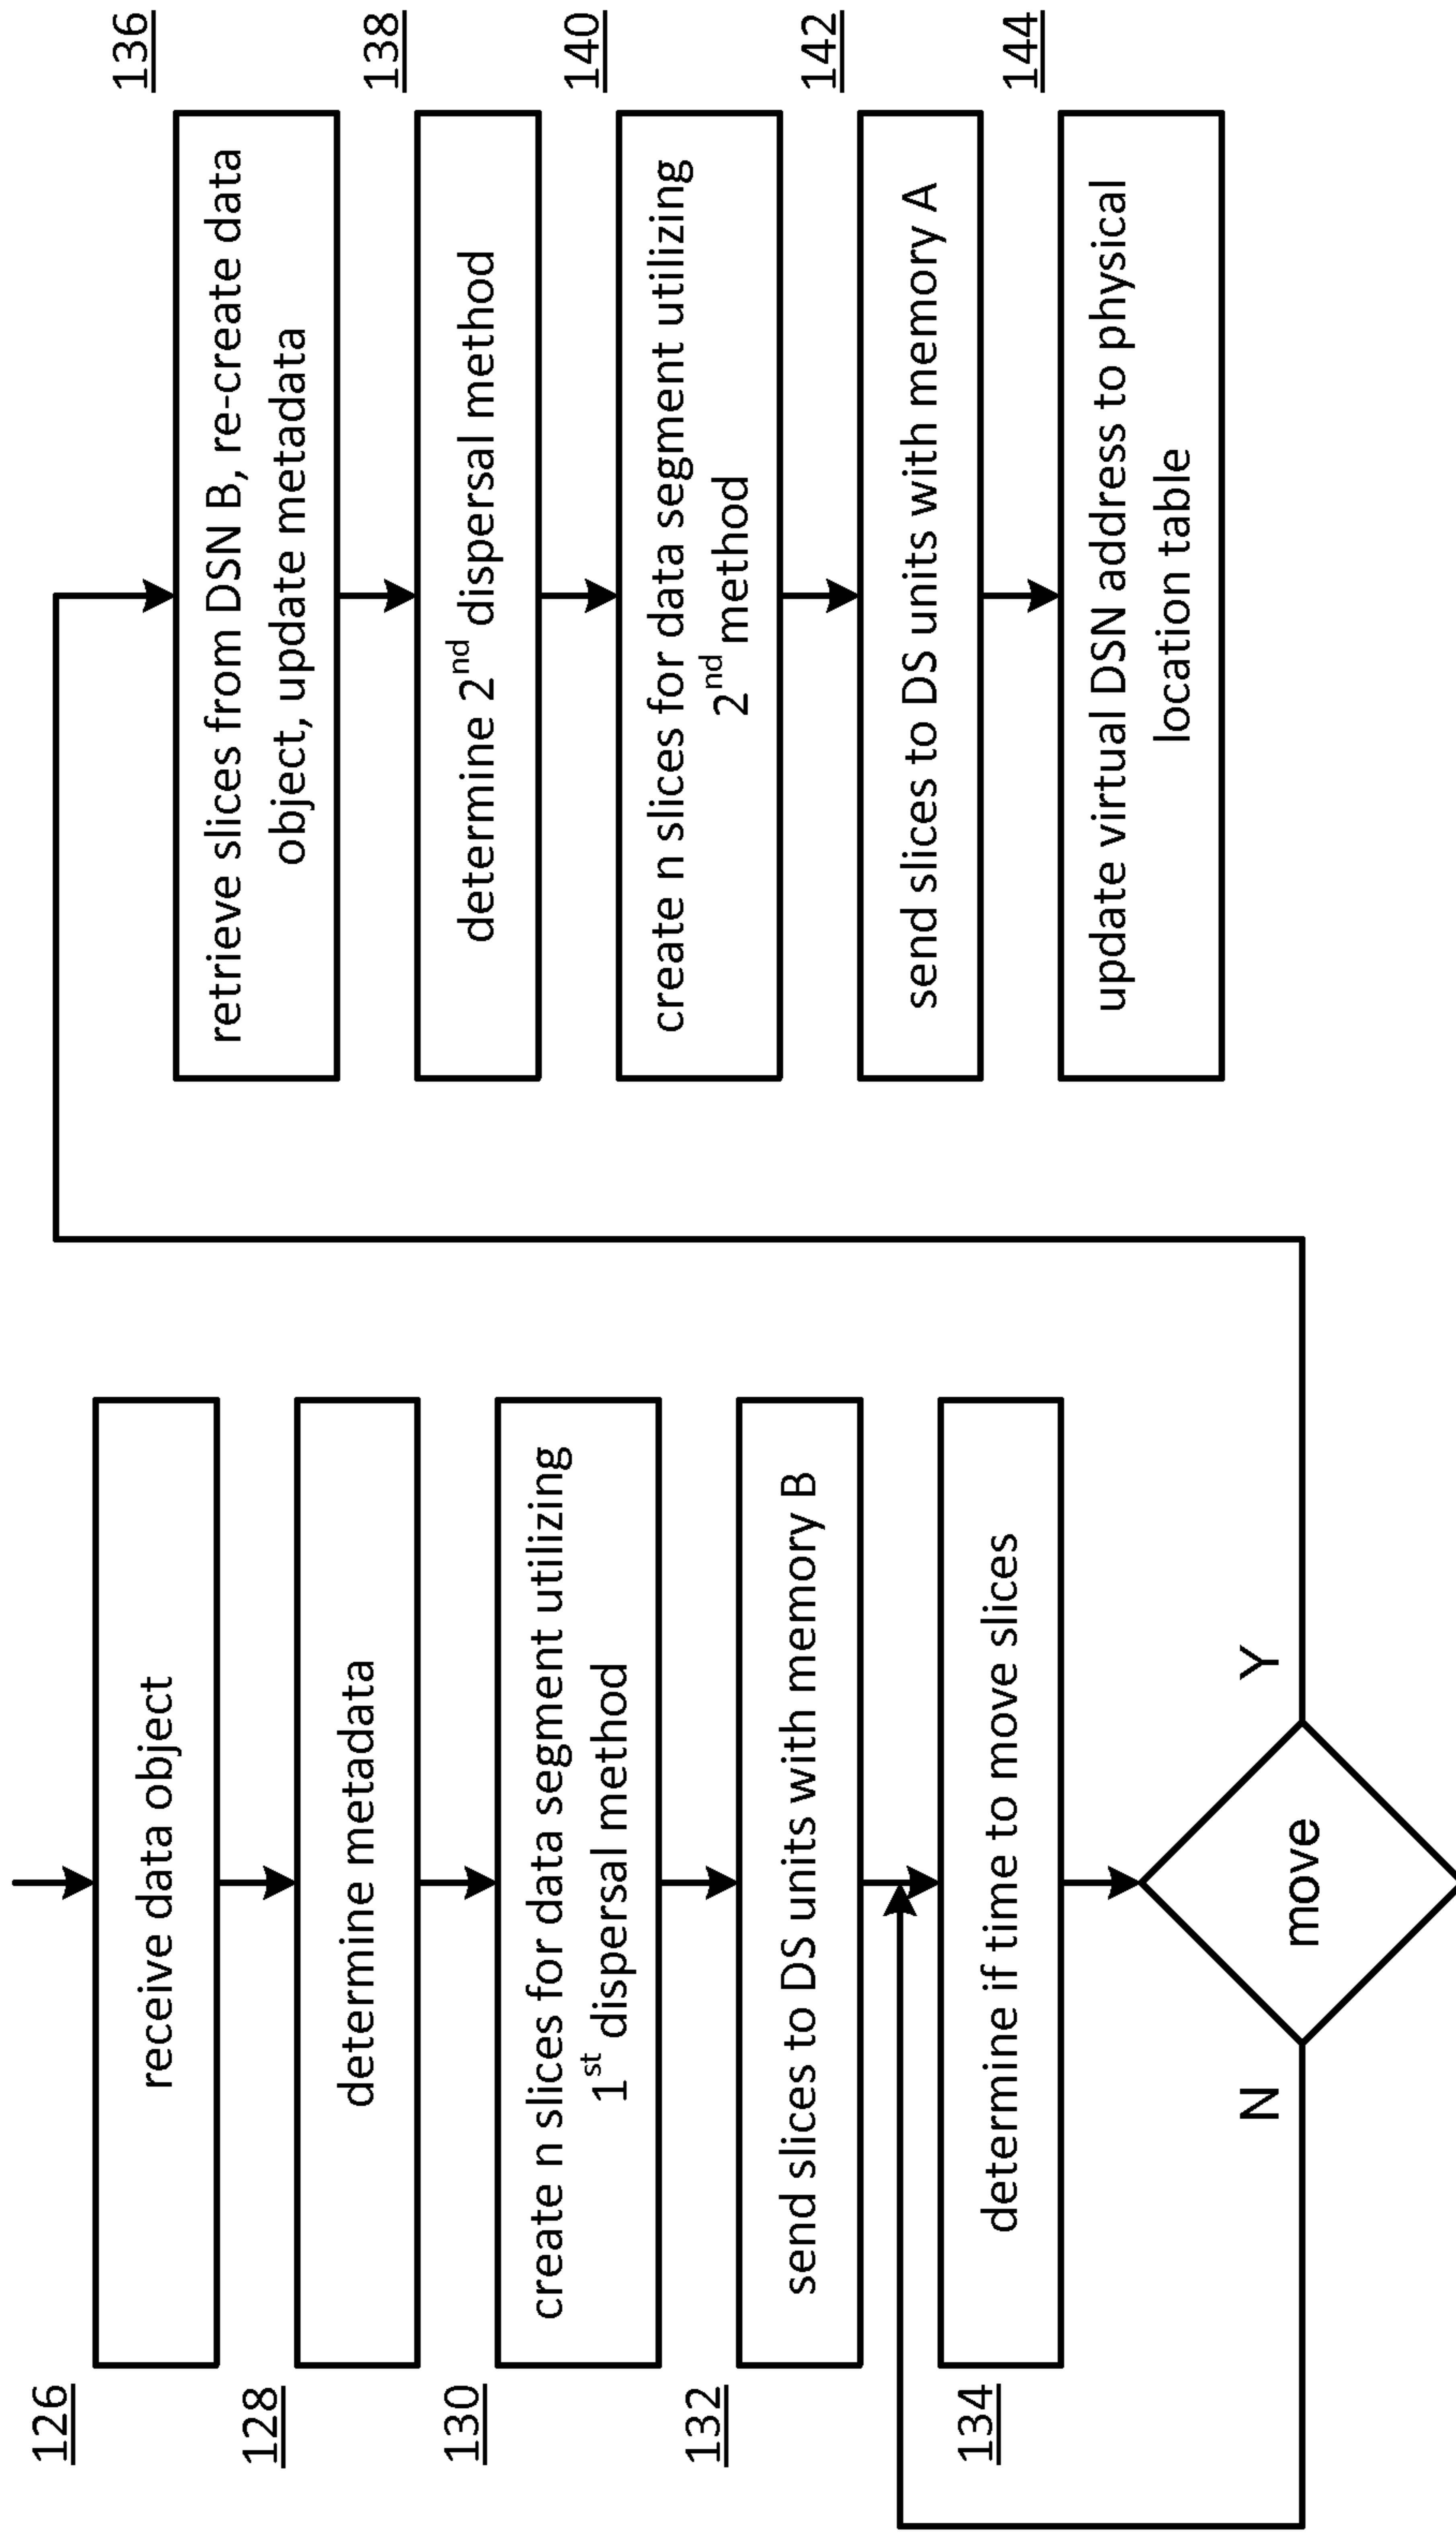 126
receive data object
128
determine metadata
130
create n slices for data segment utilizing
1st dispersal method
132
send slices to DS units with memory B
134
determine if time to move slices
move
N
Y
136
retrieve slices from DSN B, re-create data
object, update metadata
138
determine 2nd dispersal method
140
create n slices for data segment utilizing
2nd method
142
send slices to DS units with memory A
144
update virtual DSN address to physical
location table